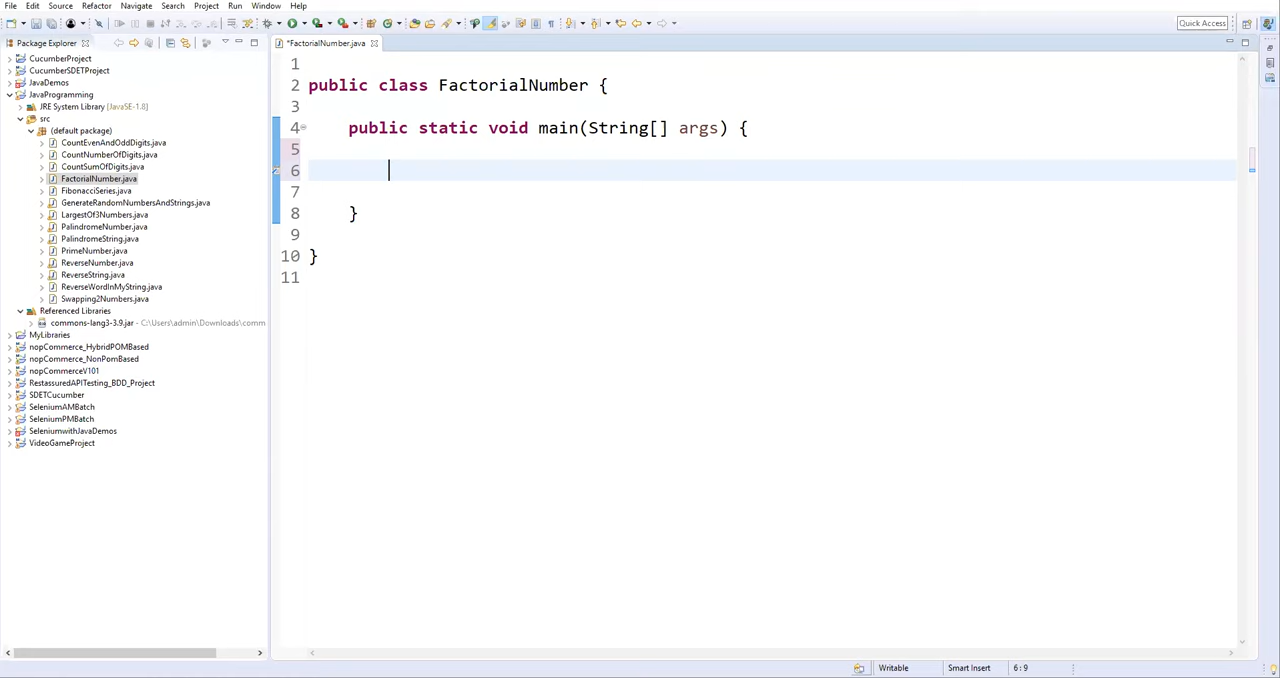 File Edit Source Refactor Navigate Search Project Run Window Help
Quick Access
Package Explorer
*FactorialNumber.java
CucumberProject
CucumberSDETProject
JavaDemos
JavaProgramming
JRE System Library [JavaSE-1.8]
src
(default package)
CountEvenAndOddDigits.java
CountNumberOfDigits.java
CountSumOfDigits.java
FactorialNumber.java
FibonacciSeries.java
GenerateRandomNumbersAndStrings.java
LargestOf3Numbers.java
PalindromeNumber.java
PalindromeString.java
PrimeNumber.java
ReverseNumber.java
ReverseString.java
ReverseWordInMyString.java
Swapping2Numbers.java
Referenced Libraries
commons-lang3-3.9.jar - C:\Users\admin\Downloads\comm
MyLibraries
nopCommerce_HybridPOMBased
nopCommerce_NonPomBased
nopCommerceV101
RestassuredAPITesting_BDD_Project
SDETCucumber
SeleniumAMBatch
SeleniumPMBatch
SeleniumwithJavaDemos
VideoGameProject
1
2 public class FactorialNumber {
3
4 public static void main(String[] args) {
5
6
7
8 }
9
10 }
11
Writable Smart Insert 6 : 9